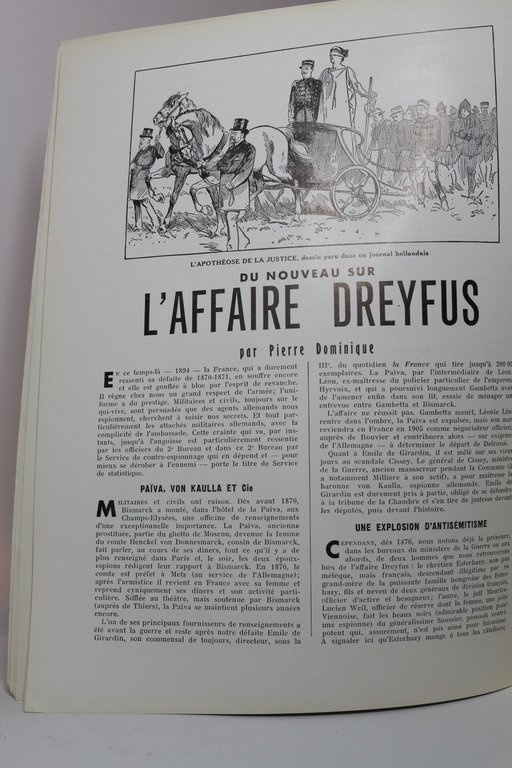 L'APOTHÉOSE DE LA JUSTICE, dessin paru dans un journal hollandais
DU NOUVEAU SUR
L'AFFAIRE DREYFUS
par Pierre Dominique
EN ce temps-là — 1894 — la France, qui a durement
ressenti sa défaite de 1870-1871, en souffre encore
et elle est gonflée à bloc par l'esprit de revanche.
Il règne chez nous un grand respect de l'armée; l'uni-
forme a du prestige. Militaires et civils, toujours sur le
qui-vive, sont persuadés que des agents allemands nous
espionnent, cherchent à saisir nos secrets. Et tout par-
ticulièrement les attachés militaires allemands, avec la
complicité de l'ambassade. Cette crainte qui va, par ins-
tants, jusqu'à l'angoisse est particulièrement ressentie
par les officiers du 2e Bureau et dans ce 2e Bureau par
le Service de contre-espionnage qui en dépend et — pour
mieux se dérober à l'ennemi — porte le titre de Service
de statistique.
PAÏVA, VON KAULLA ET Cie
MILITAIRES et civils ont raison. Dès avant 1870,
Bismarck a monté, dans l'hôtel de la Païva, aux
Champs-Elysées, une officine de renseignements
d'une exceptionnelle importance. La Païva, ancienne
prostituée, partie du ghetto de Moscou, devenue la femme
du comte Henckel von Donnesmarck, cousin de Bismarck,
fait parler, au cours de ses dîners, tout ce qu'il y a de
plus renseigné dans Paris et, le soir, les deux époux-
espions rédigent leur rapport à Bismarck. En 1870, le
comte est préfet à Metz (au service de l'Allemagne);
après l'armistice il revient en France avec sa femme et
reprend cyniquement ses dîners et son activité parti-
culière. Sifflée au théâtre, mais soutenue par Bismarck
(auprès de Thiers), la Païva se maintient plusieurs années
encore.
L'un de ses principaux fournisseurs de renseignements a
été avant la guerre et reste après notre défaite Emile de
Girardin, son commensal de toujours, directeur, sous la
IIIe, du quotidien la France qui tire jusqu'à 200.00
exemplaires. La Païva, par l'intermédiaire de Léon
Léon, ex-maîtresse du policier particulier de l'empereu
Hyrvoix, et qui a poursuivi longuement Gambetta avan
de l'amener enfin dans son lit, essaie de ménager un
entrevue entre Gambetta et Bismarck.
L'affaire ne réussit pas. Gambetta meurt, Léonie Léo
rentre dans l'ombre, la Païva est expulsée, mais son mar
reviendra en France en 1905 comme négociateur officieu
auprès de Rouvier et contribuera alors — sur exigenc
de l'Allemagne — à déterminer le départ de Delcassé.
Quant à Emile de Girardin, il est mêlé sur ses vieux
jours au scandale Cissey. Le général de Cissey, ministre
de la Guerre, ancien massacreur pendant la Commune (il
a notamment Millière à son actif), a pour maîtresse la
baronne von Kaulla, espionne allemande. Emile de
Girardin est durement pris à partie, obligé de se défendre
à la tribune de la Chambre et s'en tire de justesse devant
les députés, puis devant l'histoire.
UNE EXPLOSION D'ANTISÉMITISME
CEPENDANT, dès 1876, nous notons déjà la présence,
dans les bureaux du ministère de la Guerre ou aux
abords, de deux hommes que nous retrouverons
lors de l'affaire Dreyfus : le chrétien Esterhazy, non pas
métèque, mais français, descendant illégitime par sa
grand-mère de la puissante famille hongroise des Ester-
hazy, fils et neveu de deux généraux de division français,
officier d'active et besogneux; l'autre, le juif Maurice-
Lucien Weil, officier de réserve dont la femme, une jolie
Viennoise, fait les beaux soirs (admirable position pour
une espionne) du généralissime Saussier, poussah ventri-
potent qui, assurément, n'est pas aimé pour lui-même.
A signaler ici qu'Esterhazy mange à tous les râteliers;